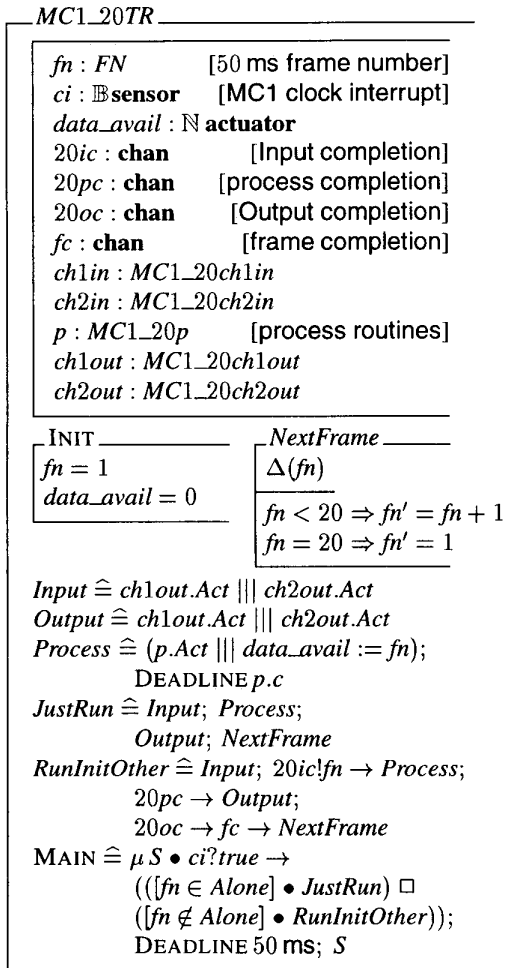 MC1_20TR
fn : FN [50 ms frame number]
ci : 𝔹 sensor [MC1 clock interrupt]
data_avail : ℕ actuator
20ic : chan [Input completion]
20pc : chan [process completion]
20oc : chan [Output completion]
fc : chan [frame completion]
ch1in : MC1_20ch1in
ch2in : MC1_20ch2in
p : MC1_20p [process routines]
ch1out : MC1_20ch1out
ch2out : MC1_20ch2out
INIT
fn = 1
data_avail = 0
NextFrame
Δ(fn)
fn < 20 ⇒ fn′ = fn + 1
fn = 20 ⇒ fn′ = 1
Input ≙ ch1out.Act ||| ch2out.Act
Output ≙ ch1out.Act ||| ch2out.Act
Process ≙ (p.Act ||| data_avail := fn);
DEADLINE p.c
JustRun ≙ Input; Process;
Output; NextFrame
RunInitOther ≙ Input; 20ic!fn → Process;
20pc → Output;
20oc → fc → NextFrame
MAIN ≙ μ S • ci?true →
(([fn ∈ Alone] • JustRun) □
([fn ∉ Alone] • RunInitOther));
DEADLINE 50 ms; S